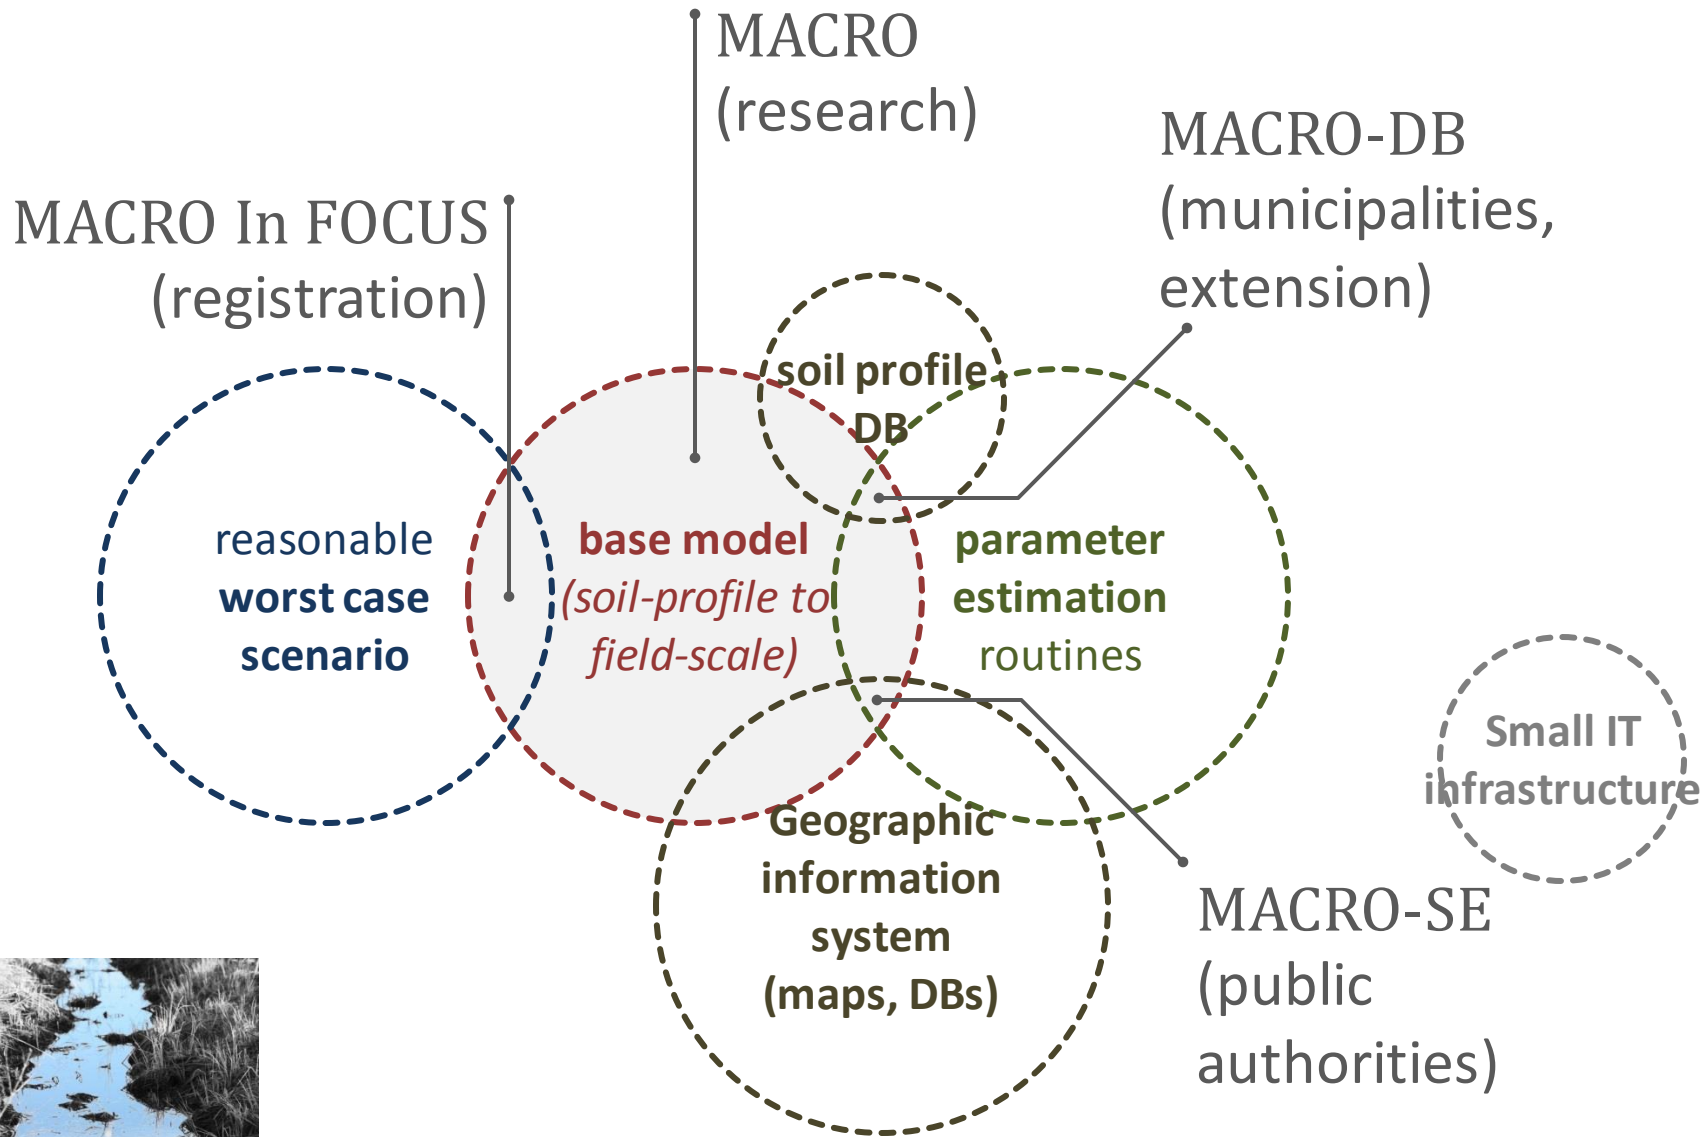 MACRO
(research)
MACRO-DB
(municipalities,
extension)
MACRO In FOCUS
(registration)
soil profile
DB
reasonable
worst case
scenario
base model
(soil-profile to
field-scale)
parameter
estimation
routines
Small IT
infrastructure
Geographic
information
system
(maps, DBs)
MACRO-SE
(public
authorities)